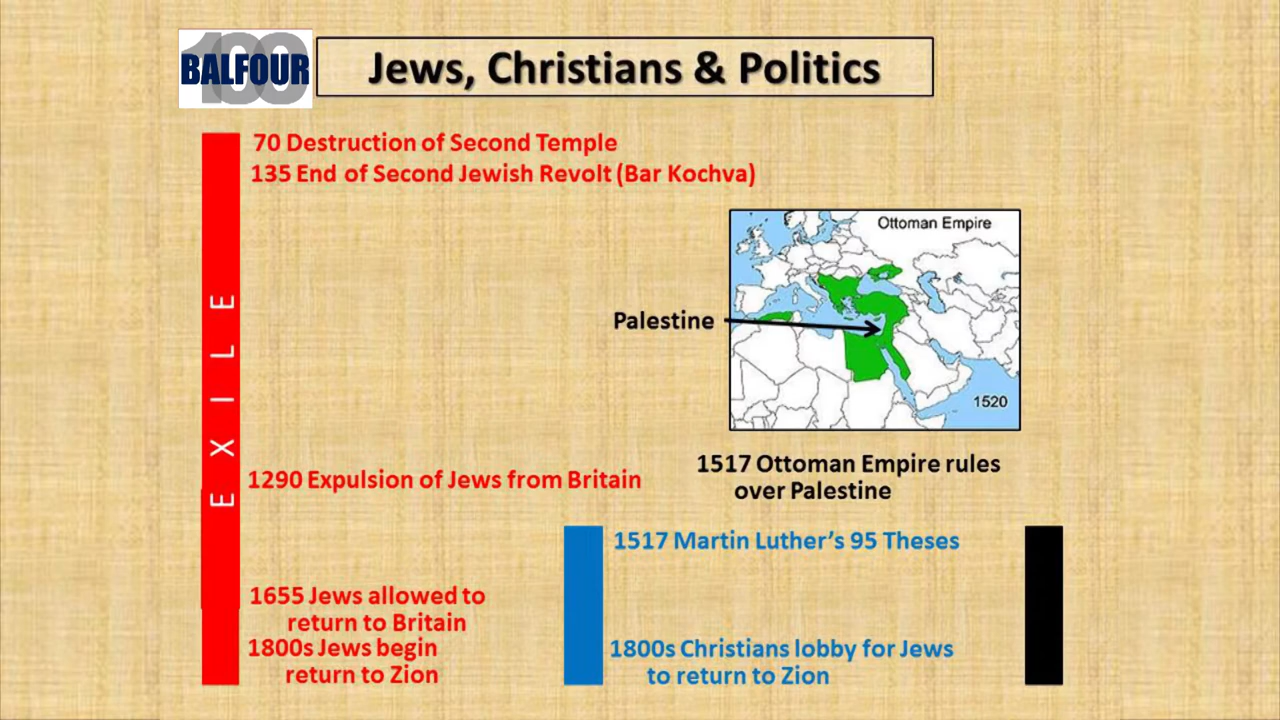 BALFOUR
100
Jews, Christians & Politics
70 Destruction of Second Temple
135 End of Second Jewish Revolt (Bar Kochva)
Ottoman Empire
Palestine
1520
EXILE
1290 Expulsion of Jews from Britain
1517 Ottoman Empire rules
over Palestine
1517 Martin Luther’s 95 Theses
1655 Jews allowed to
return to Britain
1800s Jews begin
return to Zion
1800s Christians lobby for Jews
to return to Zion